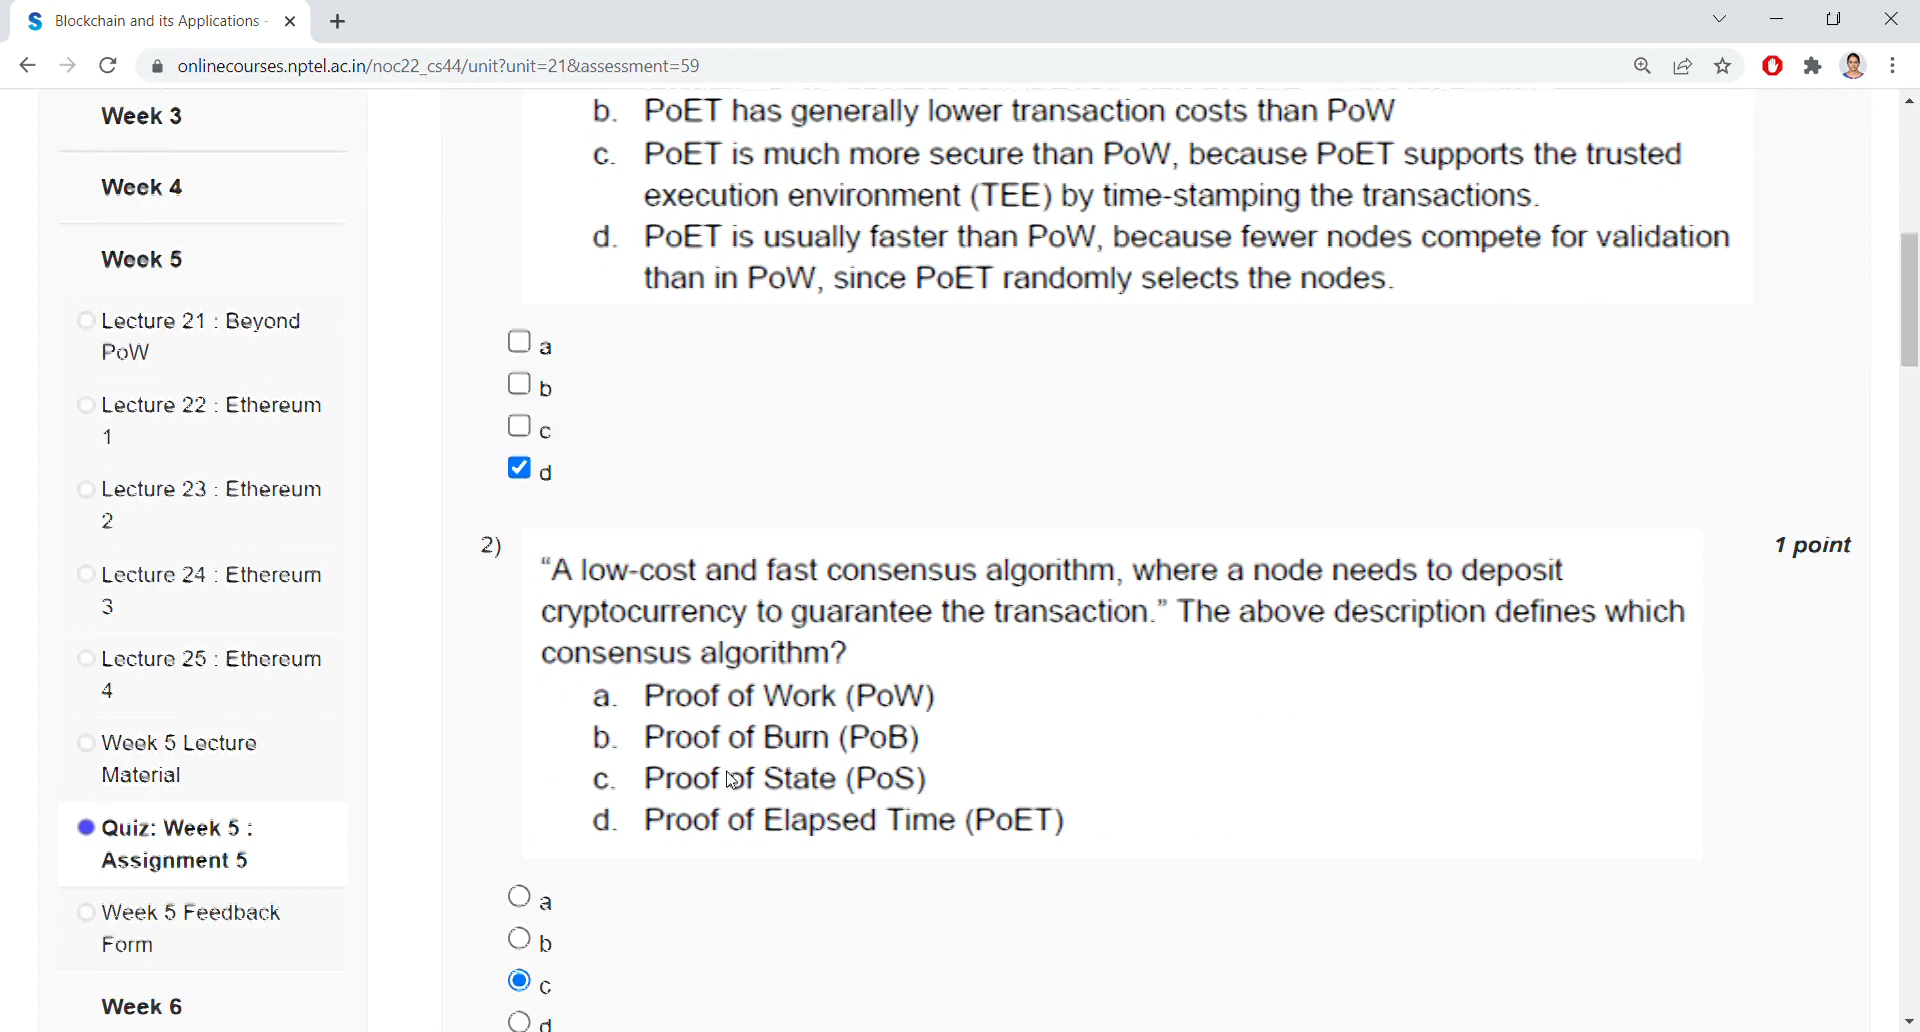 Blockchain and its Applications -
onlinecourses.nptel.ac.in/noc22_cs44/unit?unit=21&assessment=59
Week 3
Week 4
Week 5
Lecture 21 : Beyond
PoW
Lecture 22 : Ethereum
1
Lecture 23 : Ethereum
2
Lecture 24 : Ethereum
3
Lecture 25 : Ethereum
4
Week 5 Lecture
Material
Quiz: Week 5 :
Assignment 5
Week 5 Feedback
Form
Week 6
b. PoET has generally lower transaction costs than PoW
c. PoET is much more secure than PoW, because PoET supports the trusted
execution environment (TEE) by time-stamping the transactions.
d. PoET is usually faster than PoW, because fewer nodes compete for validation
than in PoW, since PoET randomly selects the nodes.
a
b
c
d
2)
1 point
“A low-cost and fast consensus algorithm, where a node needs to deposit
cryptocurrency to guarantee the transaction.” The above description defines which
consensus algorithm?
a. Proof of Work (PoW)
b. Proof of Burn (PoB)
c. Proof of State (PoS)
d. Proof of Elapsed Time (PoET)
a
b
c
d